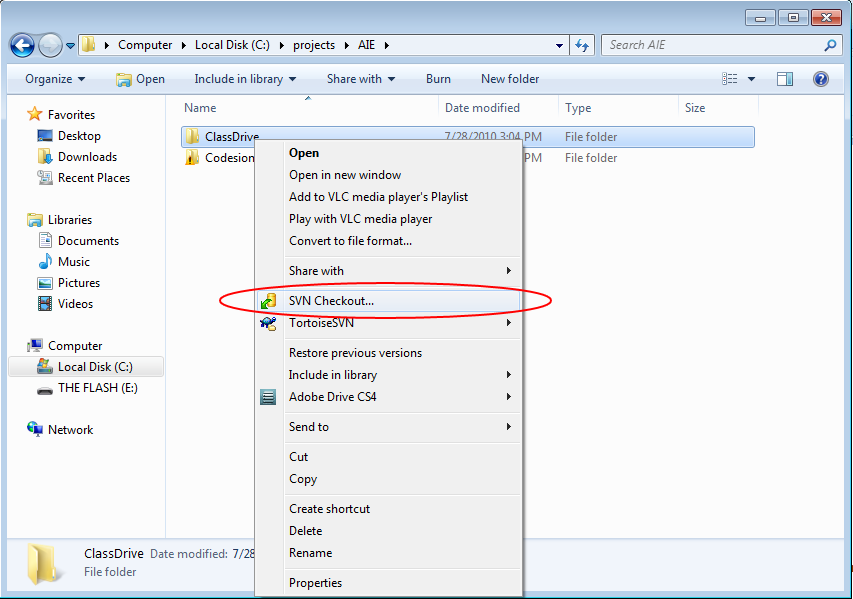 Computer Local Disk (C:) projects AIE
Search AIE
Organize Open Include in library Share with Burn New folder
Name Date modified Type Size
Favorites
Desktop
Downloads
Recent Places
Libraries
Documents
Music
Pictures
Videos
Computer
Local Disk (C:)
THE FLASH (E:)
Network
ClassDrive 7/28/2010 3:04 PM File folder
Codesion PM File folder
Open
Open in new window
Add to VLC media player's Playlist
Play with VLC media player
Convert to file format...
Share with
SVN Checkout...
TortoiseSVN
Restore previous versions
Include in library
Adobe Drive CS4
Send to
Cut
Copy
Create shortcut
Delete
Rename
Properties
ClassDrive Date modified: 7/28
File folder